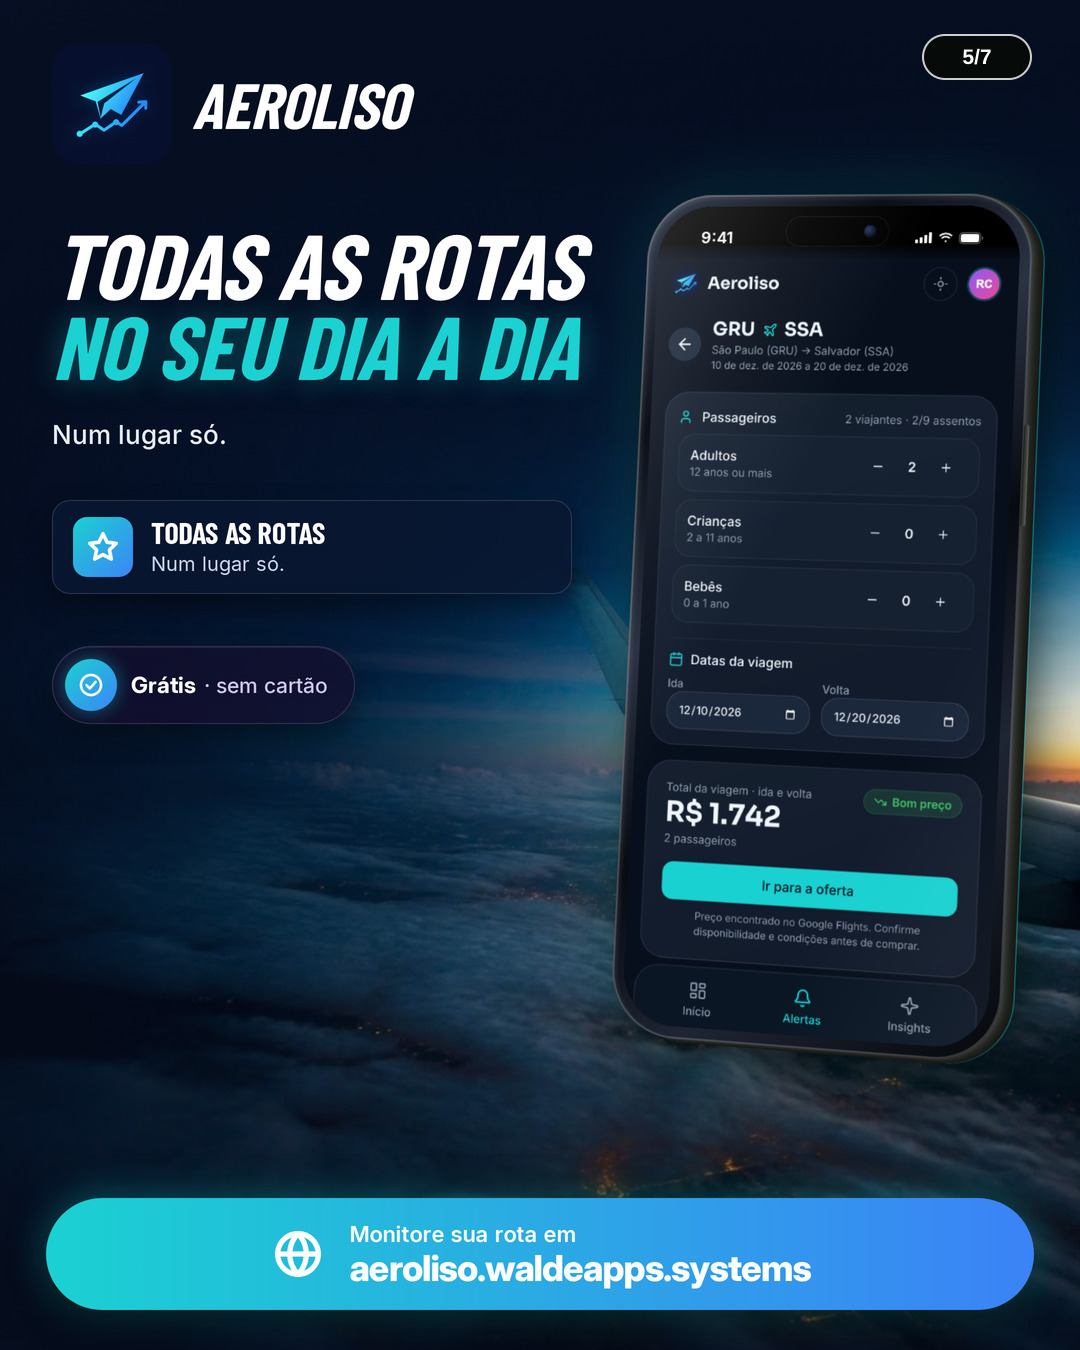 AEROLISO
5/7
TODAS AS ROTAS
NO SEU DIA A DIA
Num lugar só.
TODAS AS ROTAS
Num lugar só.
Grátis · sem cartão
9:41
Aeroliso
RC
GRU SSA
São Paulo (GRU) → Salvador (SSA)
10 de dez. de 2026 a 20 de dez. de 2026
Passageiros
2 viajantes · 2/9 assentos
Adultos
12 anos ou mais
− 2 +
Crianças
2 a 11 anos
− 0 +
Bebês
0 a 1 ano
− 0 +
Datas da viagem
Ida
Volta
12/10/2026
12/20/2026
Total da viagem · ida e volta
R$ 1.742
Bom preço
2 passageiros
Ir para a oferta
Preço encontrado no Google Flights. Confirme
disponibilidade e condições antes de comprar.
Início
Alertas
Insights
Monitore sua rota em
aeroliso.waldeapps.systems